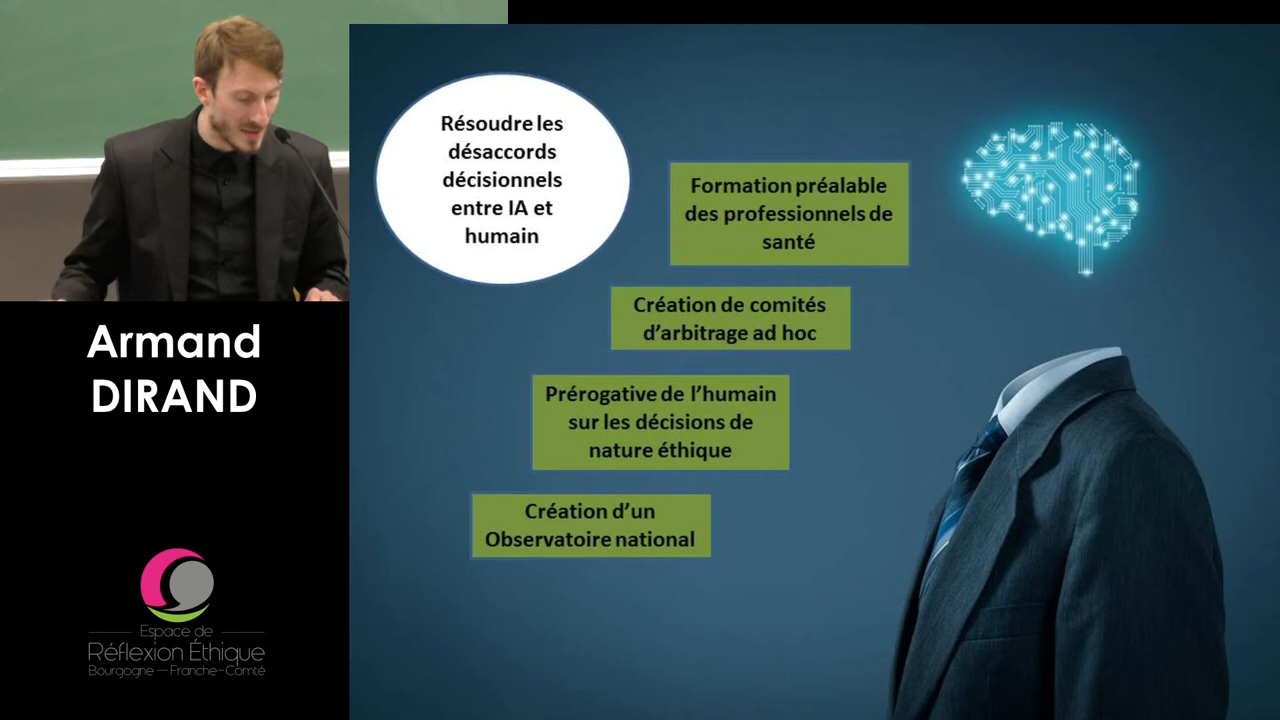 Armand
DIRAND
Espace de
Réflexion Éthique
Bourgogne — Franche-Comté
Résoudre les
désaccords
décisionnels
entre IA et
humain
Formation préalable
des professionnels de
santé
Création de comités
d’arbitrage ad hoc
Prérogative de l’humain
sur les décisions de
nature éthique
Création d’un
Observatoire national